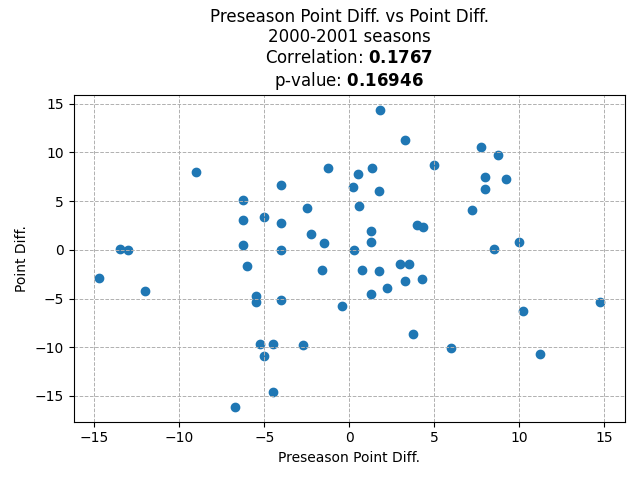 Preseason Point Diff. vs Point Diff.
2000-2001 seasons
Correlation: 0.1767
p-value: 0.16946
15
10
5
0
−5
−10
−15
Point Diff.
−15 −10 −5 0 5 10 15
Preseason Point Diff.